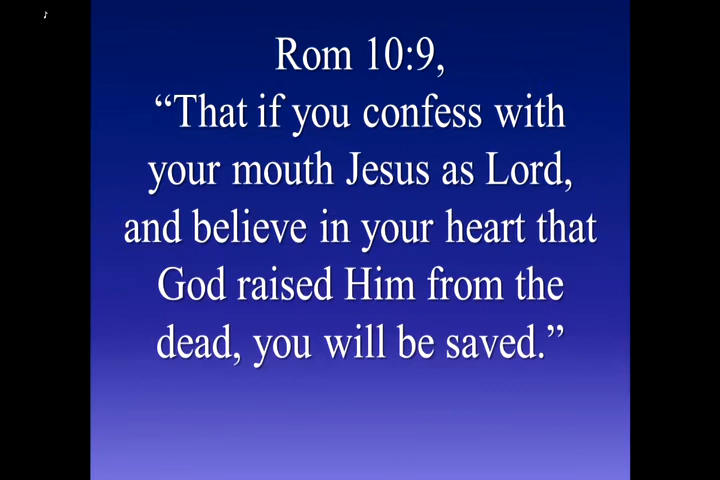 ♪
Rom 10:9,
“That if you confess with
your mouth Jesus as Lord,
and believe in your heart that
God raised Him from the
dead, you will be saved.”